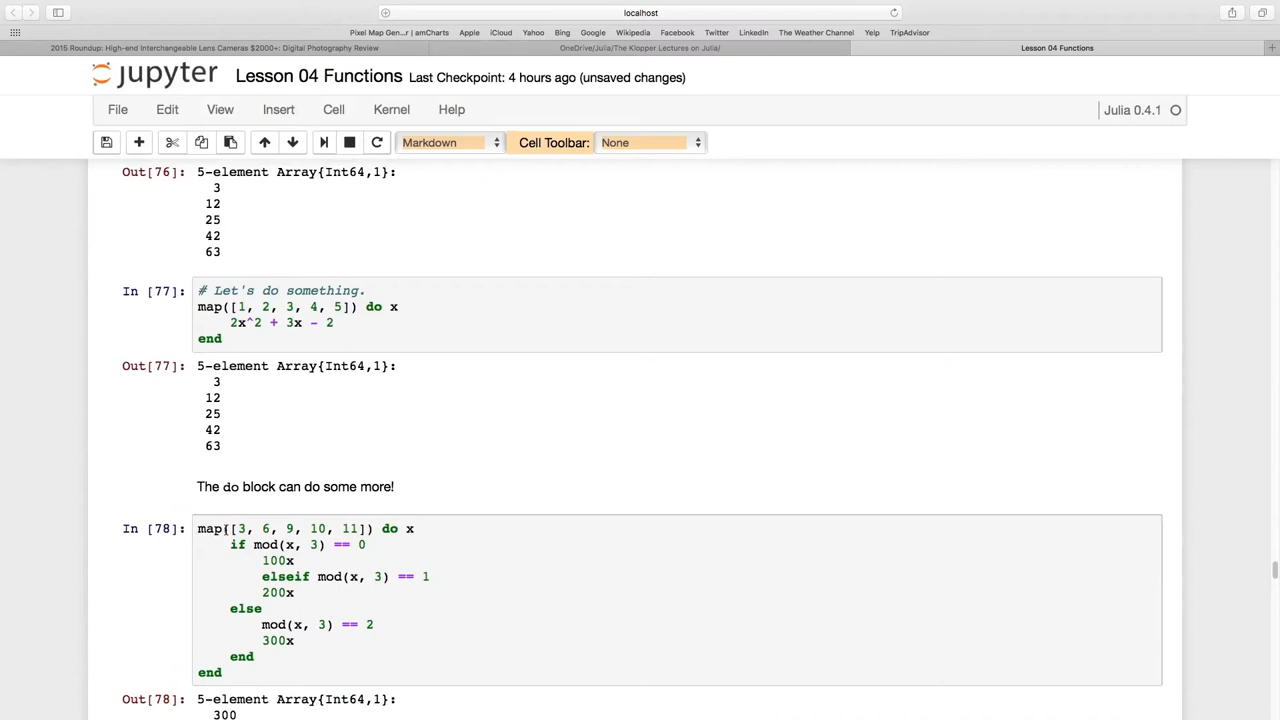 localhost
Pixel Map Gen...r | amCharts Apple iCloud Yahoo Bing Google Wikipedia Facebook Twitter LinkedIn The Weather Channel Yelp TripAdvisor
2015 Roundup: High-end Interchangeable Lens Cameras $2000+: Digital Photography Review OneDrive/Julia/The Klopper Lectures on Julia/ Lesson 04 Functions
jupyter Lesson 04 Functions Last Checkpoint: 4 hours ago (unsaved changes)
File Edit View Insert Cell Kernel Help Julia 0.4.1
Markdown Cell Toolbar: None
Out[76]: 5-element Array{Int64,1}:
3
12
25
42
63
In [77]: # Let's do something.
map([1, 2, 3, 4, 5]) do x
2x^2 + 3x - 2
end
Out[77]: 5-element Array{Int64,1}:
3
12
25
42
63
The do block can do some more!
In [78]: map([3, 6, 9, 10, 11]) do x
if mod(x, 3) == 0
100x
elseif mod(x, 3) == 1
200x
else
mod(x, 3) == 2
300x
end
end
Out[78]: 5-element Array{Int64,1}:
300